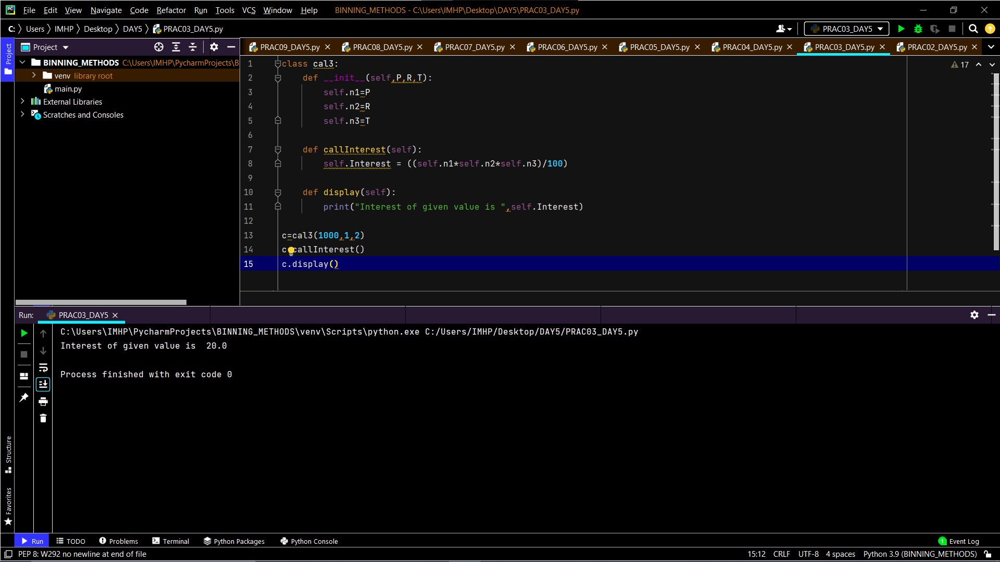 PC File Edit View Navigate Code Refactor Run Tools VCS Window Help BINNING_METHODS - C:\Users\IMHP\Desktop\DAY5\PRAC03_DAY5.py
C: Users IMHP Desktop DAY5 PRAC03_DAY5.py PRAC03_DAY5
Project PRAC09_DAY5.py PRAC08_DAY5.py PRAC07_DAY5.py PRAC06_DAY5.py PRAC05_DAY5.py PRAC04_DAY5.py PRAC03_DAY5.py PRAC02_DAY5.py
Project
BINNING_METHODS C:\Users\IMHP\PycharmProjects\B
venv library root
main.py
External Libraries
Scratches and Consoles
17
1 class cal3:
2 def __init__(self,P,R,T):
3 self.n1=P
4 self.n2=R
5 self.n3=T
6
7 def callInterest(self):
8 self.Interest = ((self.n1*self.n2*self.n3)/100)
9
10 def display(self):
11 print("Interest of given value is ",self.Interest)
12
13 c=cal3(1000,1,2)
14 c callInterest()
15 c.display()
Run: PRAC03_DAY5
C:\Users\IMHP\PycharmProjects\BINNING_METHODS\venv\Scripts\python.exe C:/Users/IMHP/Desktop/DAY5/PRAC03_DAY5.py
Interest of given value is  20.0
Process finished with exit code 0
Structure
Favorites
Run TODO Problems Terminal Python Packages Python Console 1 Event Log
PEP 8: W292 no newline at end of file 15:12 CRLF UTF-8 4 spaces Python 3.9 (BINNING_METHODS)